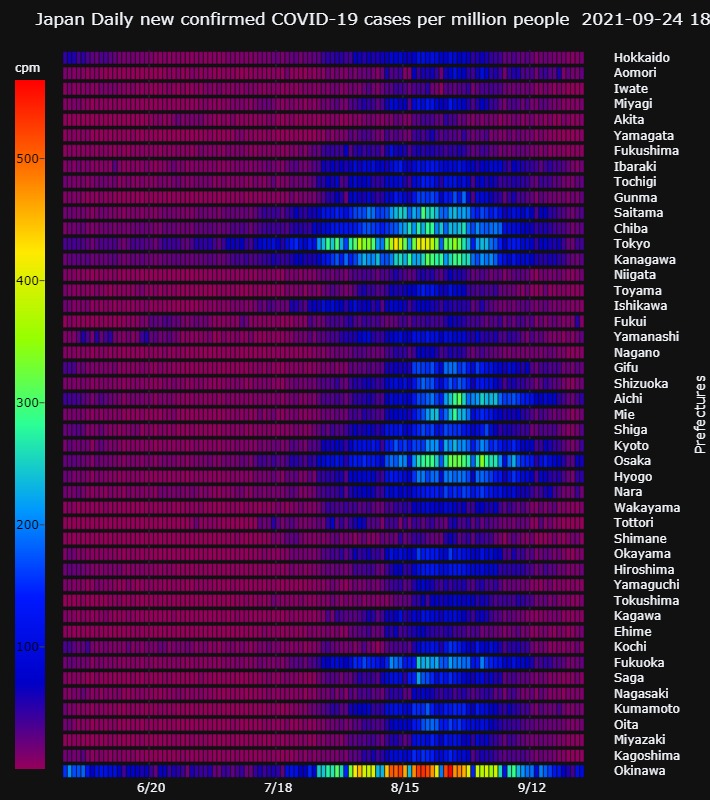 Japan Daily new confirmed COVID-19 cases per million people 2021-09-24 18
cpm
500
400
300
200
100
Hokkaido
Aomori
Iwate
Miyagi
Akita
Yamagata
Fukushima
Ibaraki
Tochigi
Gunma
Saitama
Chiba
Tokyo
Kanagawa
Niigata
Toyama
Ishikawa
Fukui
Yamanashi
Nagano
Gifu
Shizuoka
Aichi
Mie
Shiga
Kyoto
Osaka
Hyogo
Nara
Wakayama
Tottori
Shimane
Okayama
Hiroshima
Yamaguchi
Tokushima
Kagawa
Ehime
Kochi
Fukuoka
Saga
Nagasaki
Kumamoto
Oita
Miyazaki
Kagoshima
Okinawa
Prefectures
6/20 7/18 8/15 9/12